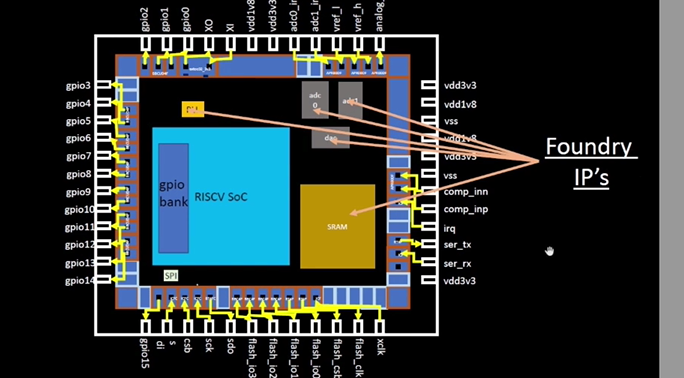 gpio2
gpio1
gpio0
XO
XI
vdd1v8
vdd3v3
adc0_in
adc1_in
vref_l
vref_h
analog_
gpio3
gpio4
gpio5
gpio6
gpio7
gpio8
gpio9
gpio10
gpio11
gpio12
gpio13
gpio14
adc
0
adc1
dac
gpio
bank
RISCV SoC
SRAM
SPI
vdd3v3
vdd1v8
vss
vdd1v8
vdd3v3
vss
comp_inn
comp_inp
irq
ser_tx
ser_rx
vdd3v3
Foundry
IP's
gpio15
di
s
csb
sck
sdo
flash_io3
flash_io2
flash_io1
flash_io0
flash_csb
flash_clk
xclk